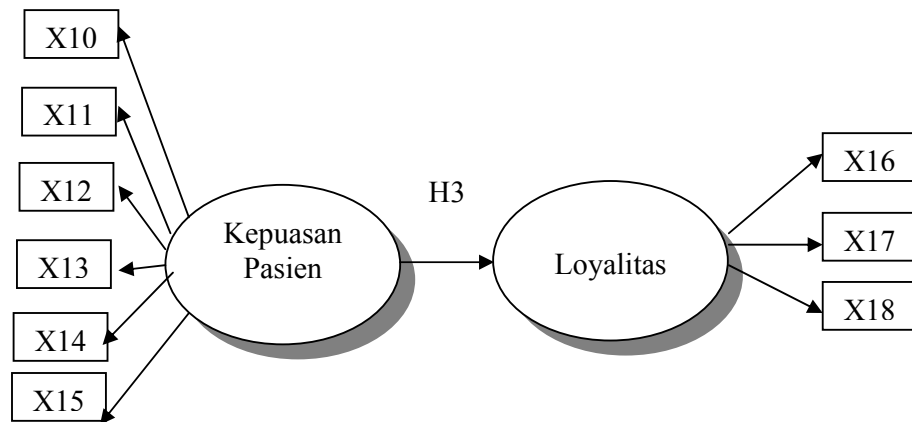 X10
X11
X12
X13
X14
X15
Kepuasan
Pasien
H3
Loyalitas
X16
X17
X18